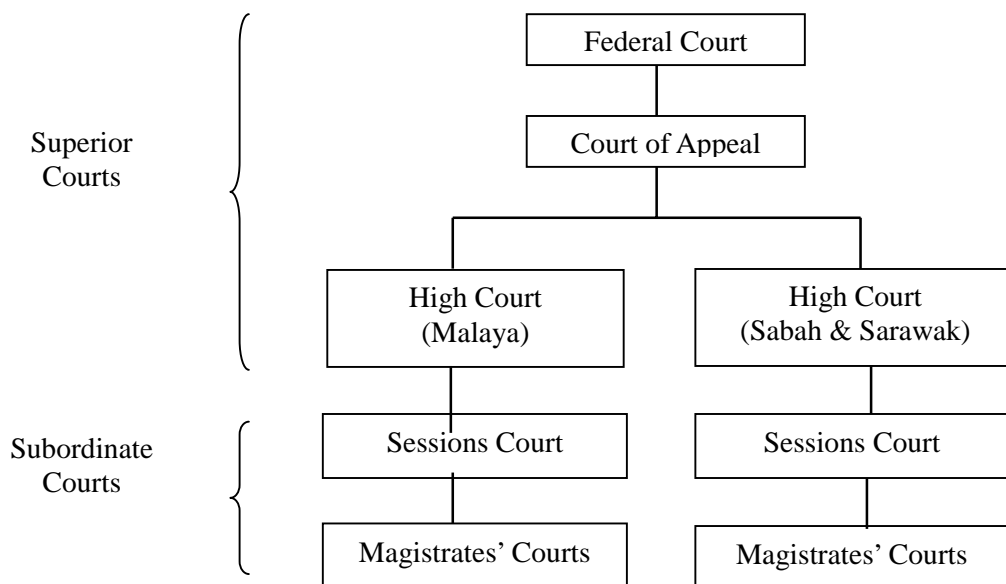 Federal Court
Court of Appeal
Superior
Courts
High Court
(Malaya)
High Court
(Sabah & Sarawak)
Subordinate
Courts
Sessions Court
Sessions Court
Magistrates’ Courts
Magistrates’ Courts